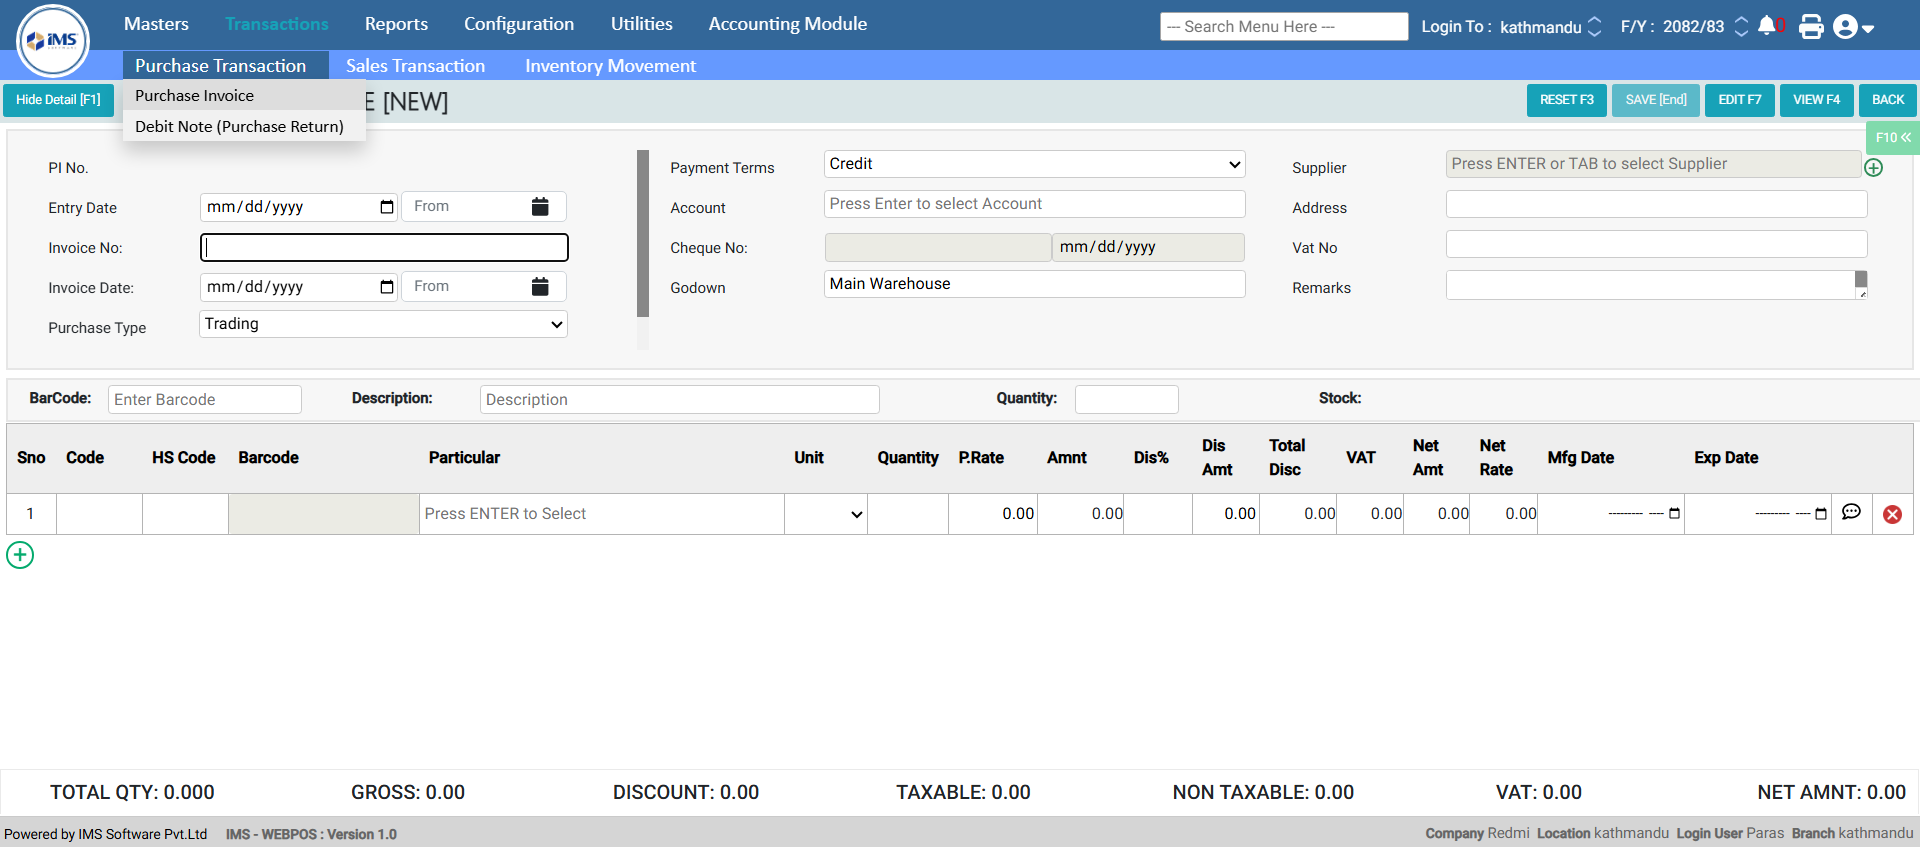 iMS
SOFTWARE
Masters Transactions Reports Configuration Utilities Accounting Module
--- Search Menu Here --- Login To : kathmandu F/Y : 2082/83 0
Purchase Transaction Sales Transaction Inventory Movement
Purchase Invoice
Debit Note (Purchase Return)
Hide Detail [F1] E [NEW] RESET F3 SAVE [End] EDIT F7 VIEW F4 BACK
F10 «
PI No. Payment Terms Credit Supplier Press ENTER or TAB to select Supplier
Entry Date mm/dd/yyyy From Account Press Enter to select Account Address
Invoice No: Cheque No: mm/dd/yyyy Vat No
Invoice Date: mm/dd/yyyy From Godown Main Warehouse Remarks
Purchase Type Trading
BarCode: Enter Barcode Description: Description Quantity: Stock:
Sno Code HS Code Barcode Particular Unit Quantity P.Rate Amnt Dis% Dis Amt Total Disc VAT Net Amt Net Rate Mfg Date Exp Date
1 Press ENTER to Select 0.00 0.00 0.00 0.00 0.00 0.00 0.00 --------- ---- --------- ----
TOTAL QTY: 0.000 GROSS: 0.00 DISCOUNT: 0.00 TAXABLE: 0.00 NON TAXABLE: 0.00 VAT: 0.00 NET AMNT: 0.00
Powered by IMS Software Pvt.Ltd IMS - WEBPOS : Version 1.0 Company Redmi Location kathmandu Login User Paras Branch kathmandu